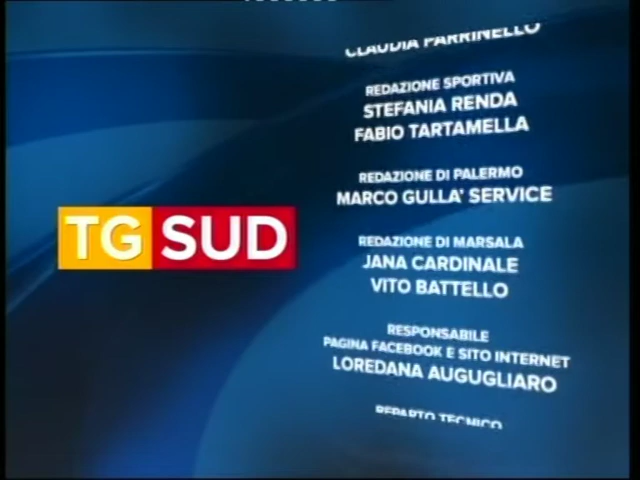 CLAUDIA PARRINELLO
REDAZIONE SPORTIVA
STEFANIA RENDA
FABIO TARTAMELLA
REDAZIONE DI PALERMO
MARCO GULLA' SERVICE
TG SUD
REDAZIONE DI MARSALA
JANA CARDINALE
VITO BATTELLO
RESPONSABILE
PAGINA FACEBOOK E SITO INTERNET
LOREDANA AUGUGLIARO
REPARTO TECNICO